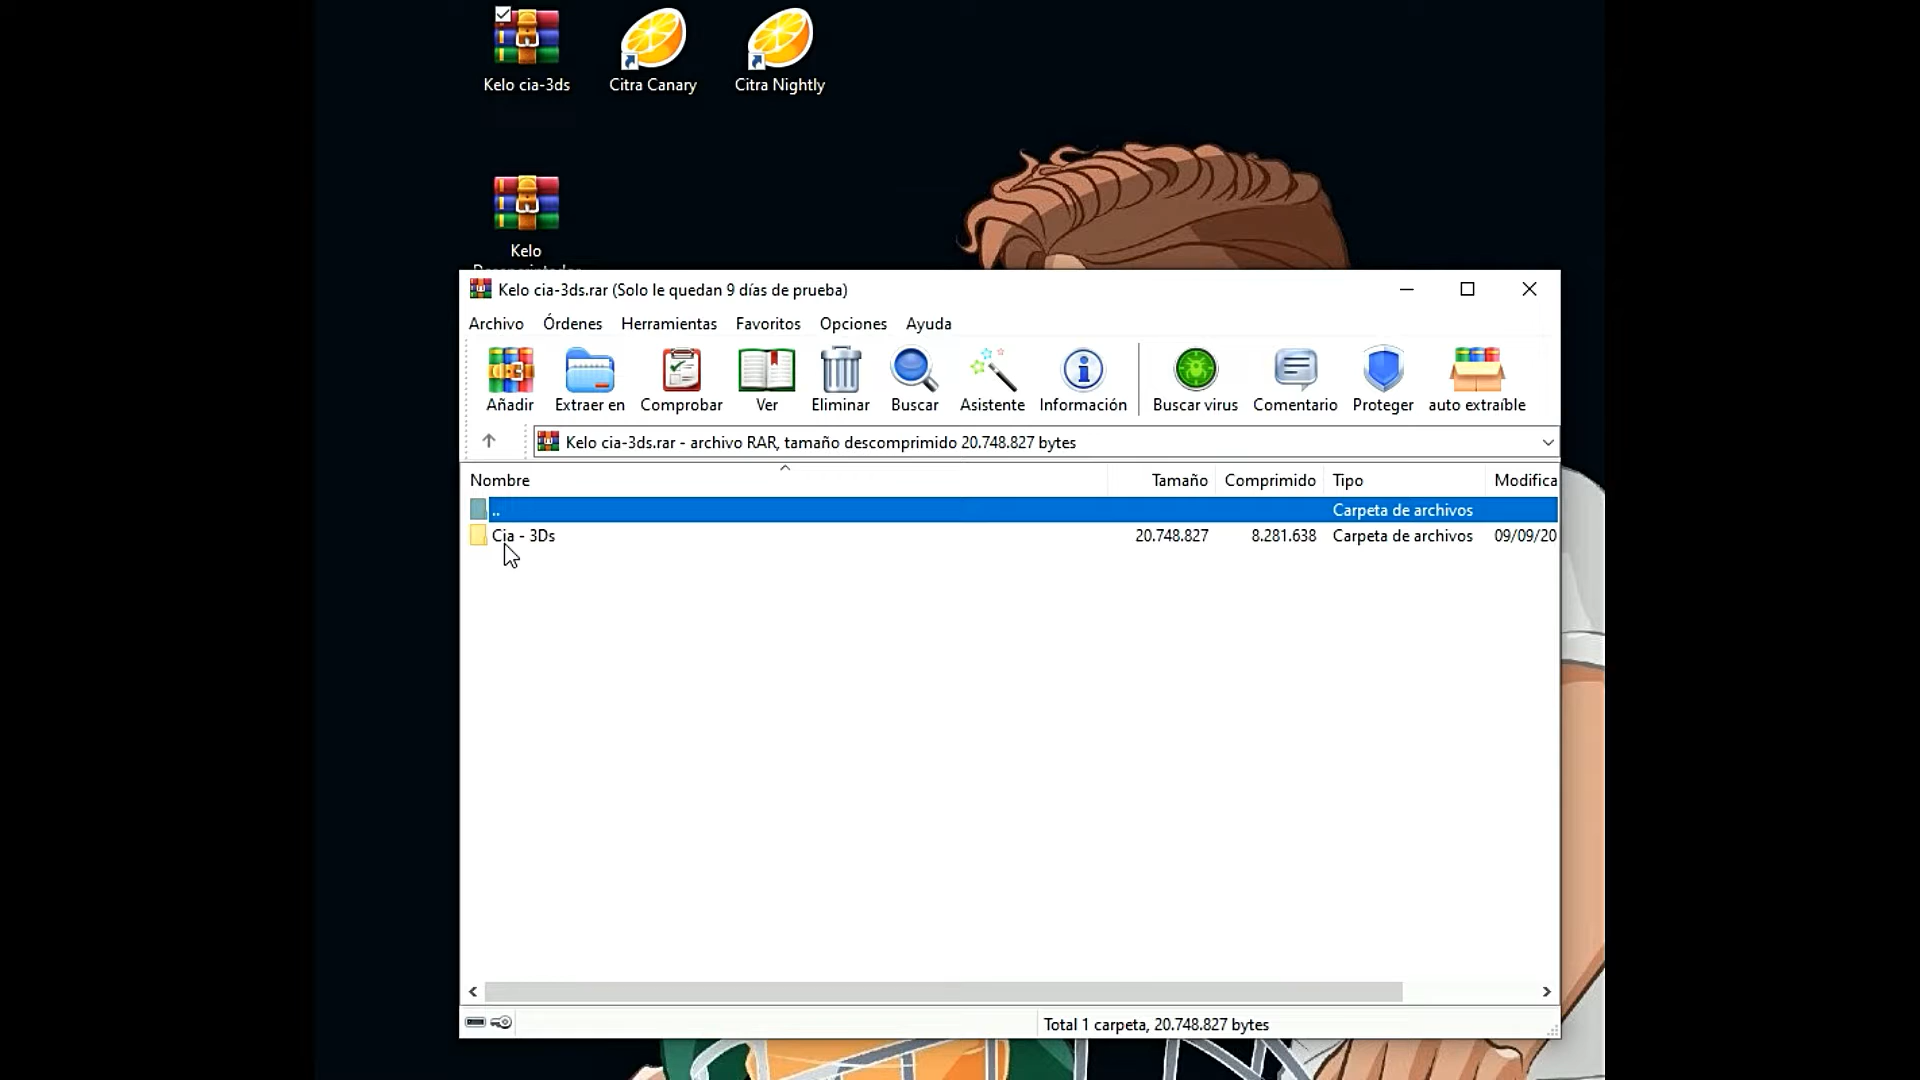 Kelo cia-3ds
Citra Canary
Citra Nightly
Kelo
Kelo cia-3ds.rar (Solo le quedan 9 días de prueba)
Archivo Órdenes Herramientas Favoritos Opciones Ayuda
Añadir Extraer en Comprobar Ver Eliminar Buscar Asistente Información Buscar virus Comentario Proteger auto extraíble
Kelo cia-3ds.rar - archivo RAR, tamaño descomprimido 20.748.827 bytes
Nombre Tamaño Comprimido Tipo Modifica
.. Carpeta de archivos
Cia - 3Ds 20.748.827 8.281.638 Carpeta de archivos 09/09/20
Total 1 carpeta, 20.748.827 bytes